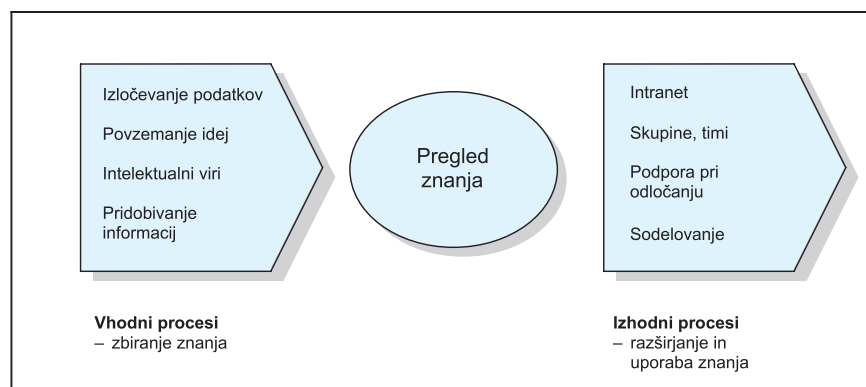 Izločevanje podatkov
Povzemanje idej
Intelektualni viri
Pridobivanje
informacij
Vhodni procesi
– zbiranje znanja
Pregled
znanja
Intranet
Skupine, timi
Podpora pri
odločanju
Sodelovanje
Izhodni procesi
– razširjanje in
uporaba znanja